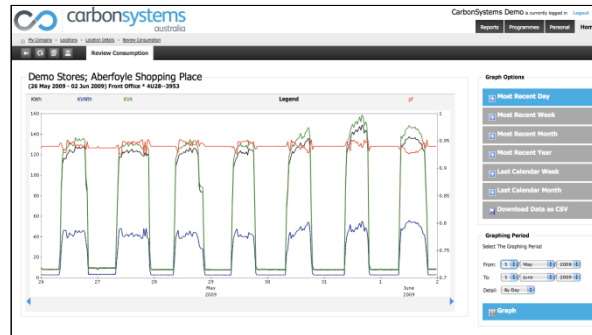 carbonsystems
australia
CarbonSystems Demo is currently logged in Logout
Reports Programmes Personal Home
My Company > Locations > Location Details > Review Consumption
Review Consumption
Demo Stores; Aberfoyle Shopping Place
(26 May 2009 - 02 Jun 2009) Front Office * 4U28--3953
KWh KVARh KVA Legend pf
160 1
140
120 0.95
100 0.9
80
60 0.85
40 0.8
20 0.75
0 0.7
26 27 28 29 30 31 1 2
May June
2009 2009
Graph Options
Most Recent Day
Most Recent Week
Most Recent Month
Most Recent Year
Last Calendar Week
Last Calendar Month
Download Data as CSV
Graphing Period
Select The Graphing Period
From: 5 / May / 2009
To: 5 / June / 2009
Detail: By Day
Graph